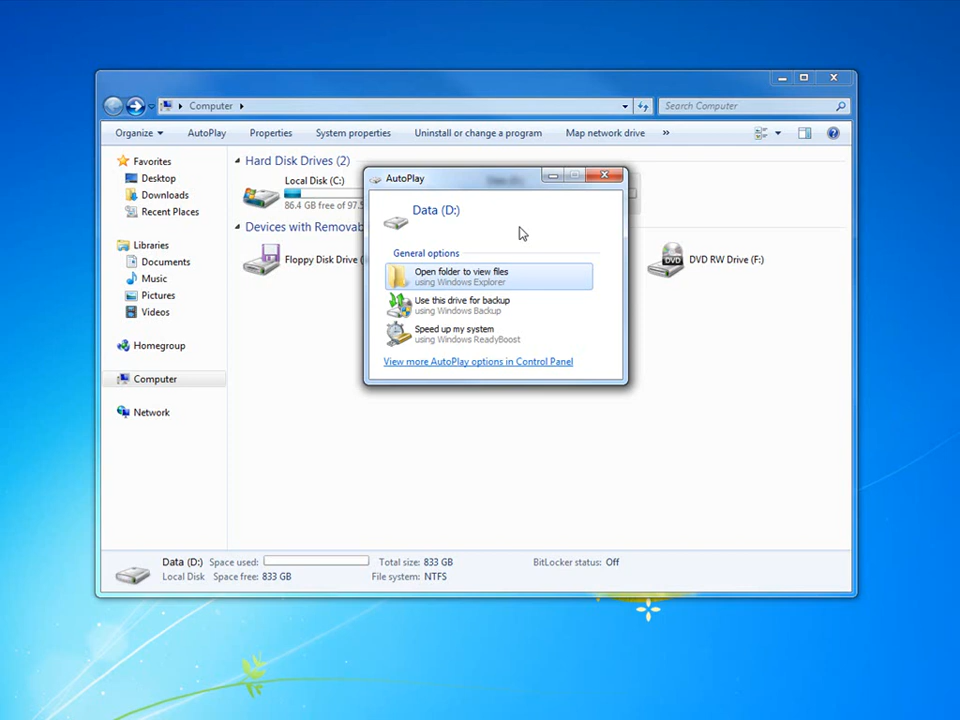 Computer
Search Computer
Organize
AutoPlay
Properties
System properties
Uninstall or change a program
Map network drive
»
Favorites
Desktop
Downloads
Recent Places
Libraries
Documents
Music
Pictures
Videos
Homegroup
Computer
Network
Hard Disk Drives (2)
Local Disk (C:)
86.4 GB free of 97.5
Devices with Removab
Floppy Disk Drive (
DVD RW Drive (F:)
AutoPlay
Data (D:)
General options
Open folder to view files
using Windows Explorer
Use this drive for backup
using Windows Backup
Speed up my system
using Windows ReadyBoost
View more AutoPlay options in Control Panel
Data (D:) Space used: Total size: 833 GB BitLocker status: Off
Local Disk Space free: 833 GB File system: NTFS